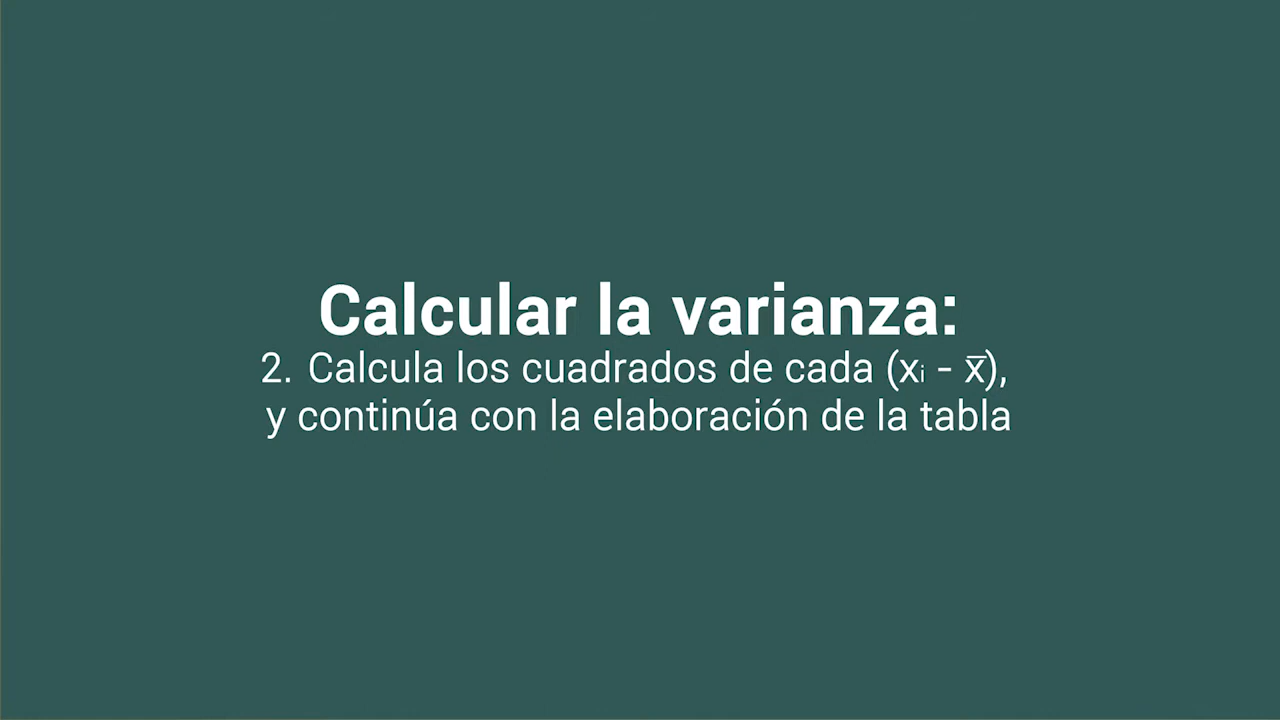 Calcular la varianza:
2. Calcula los cuadrados de cada (xᵢ - x̅),
y continúa con la elaboración de la tabla